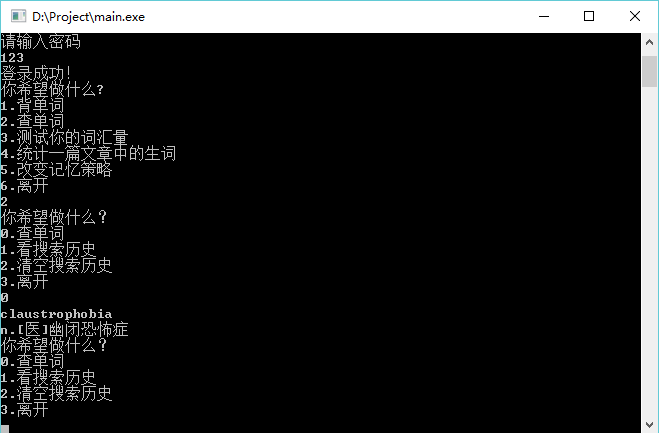 D:\Project\main.exe
请输入密码
123
登录成功!
你希望做什么?
1.背单词
2.查单词
3.测试你的词汇量
4.统计一篇文章中的生词
5.改变记忆策略
6.离开
2
你希望做什么？
0.查单词
1.看搜索历史
2.清空搜索历史
3.离开
0
claustrophobia
n.[医]幽闭恐怖症
你希望做什么？
0.查单词
1.看搜索历史
2.清空搜索历史
3.离开